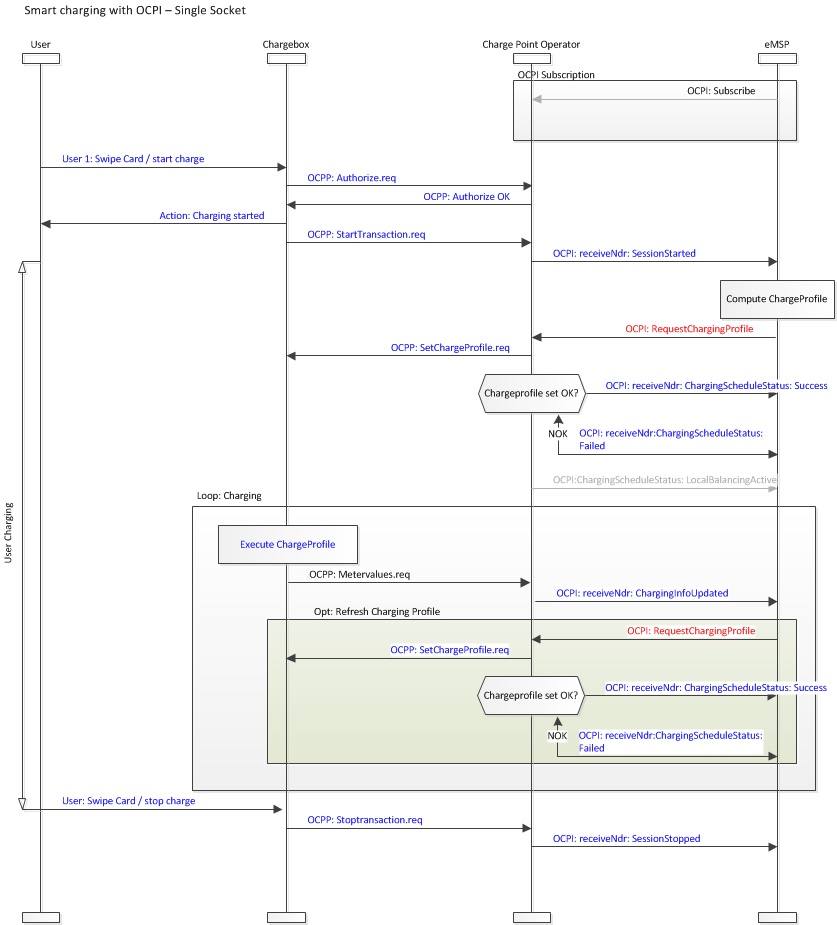 Smart charging with OCPI – Single Socket
User
Chargebox
Charge Point Operator
eMSP
OCPI Subscription
OCPI: Subscribe
User 1: Swipe Card / start charge
OCPP: Authorize.req
OCPP: Authorize OK
Action: Charging started
OCPP: StartTransaction.req
OCPI: receiveNdr: SessionStarted
Compute ChargeProfile
OCPI: RequestChargingProfile
OCPP: SetChargeProfile.req
Chargeprofile set OK?
OCPI: receiveNdr: ChargingScheduleStatus: Success
NOK
OCPI: receiveNdr:ChargingScheduleStatus:
Failed
OCPI:ChargingScheduleStatus: LocalBalancingActive
Loop: Charging
User Charging
Execute ChargeProfile
OCPP: Metervalues.req
OCPI: receiveNdr: ChargingInfoUpdated
Opt: Refresh Charging Profile
OCPI: RequestChargingProfile
OCPP: SetChargeProfile.req
Chargeprofile set OK?
OCPI: receiveNdr: ChargingScheduleStatus: Success
NOK
OCPI: receiveNdr:ChargingScheduleStatus:
Failed
User: Swipe Card / stop charge
OCPP: Stoptransaction.req
OCPI: receiveNdr: SessionStopped